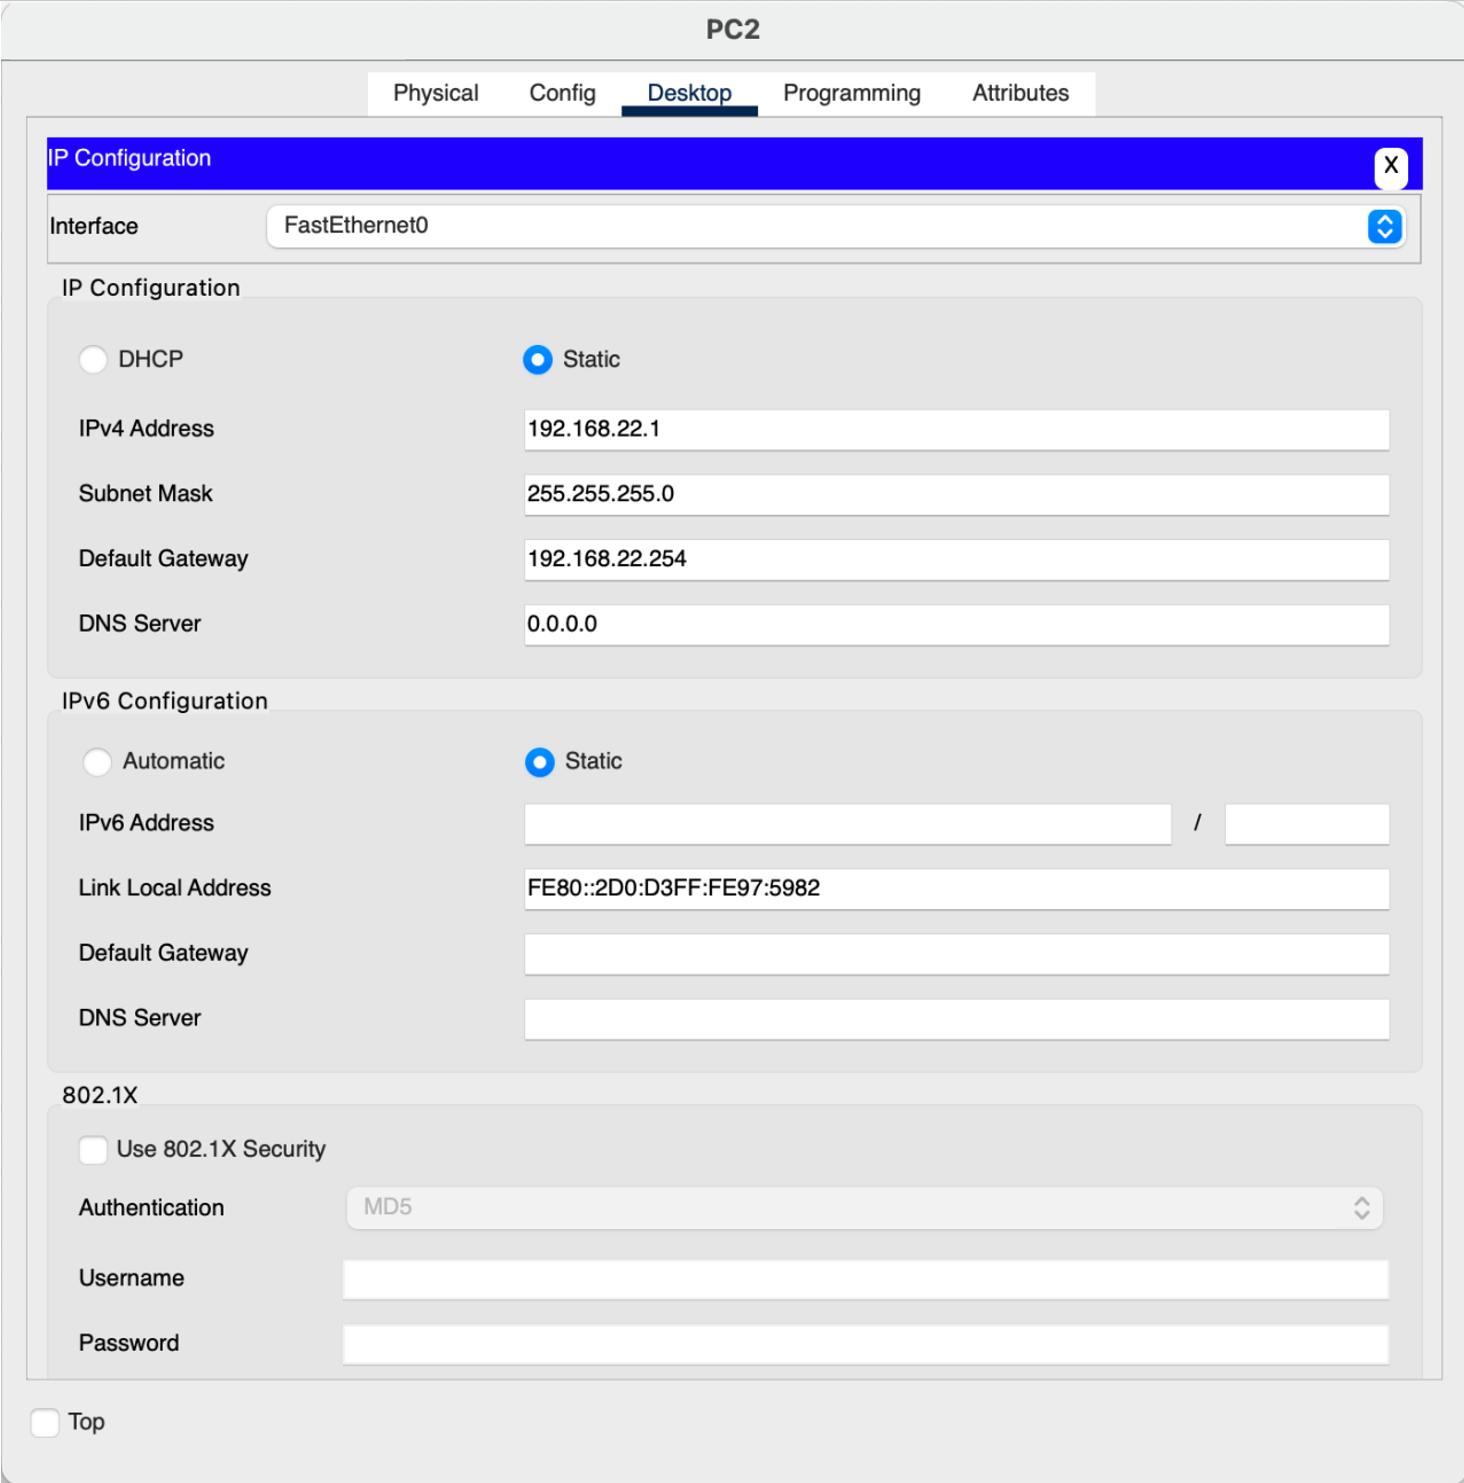 PC2
Physical Config Desktop Programming Attributes
IP Configuration X
Interface FastEthernet0
IP Configuration
DHCP Static
IPv4 Address 192.168.22.1
Subnet Mask 255.255.255.0
Default Gateway 192.168.22.254
DNS Server 0.0.0.0
IPv6 Configuration
Automatic Static
IPv6 Address /
Link Local Address FE80::2D0:D3FF:FE97:5982
Default Gateway
DNS Server
802.1X
Use 802.1X Security
Authentication MD5
Username
Password
Top